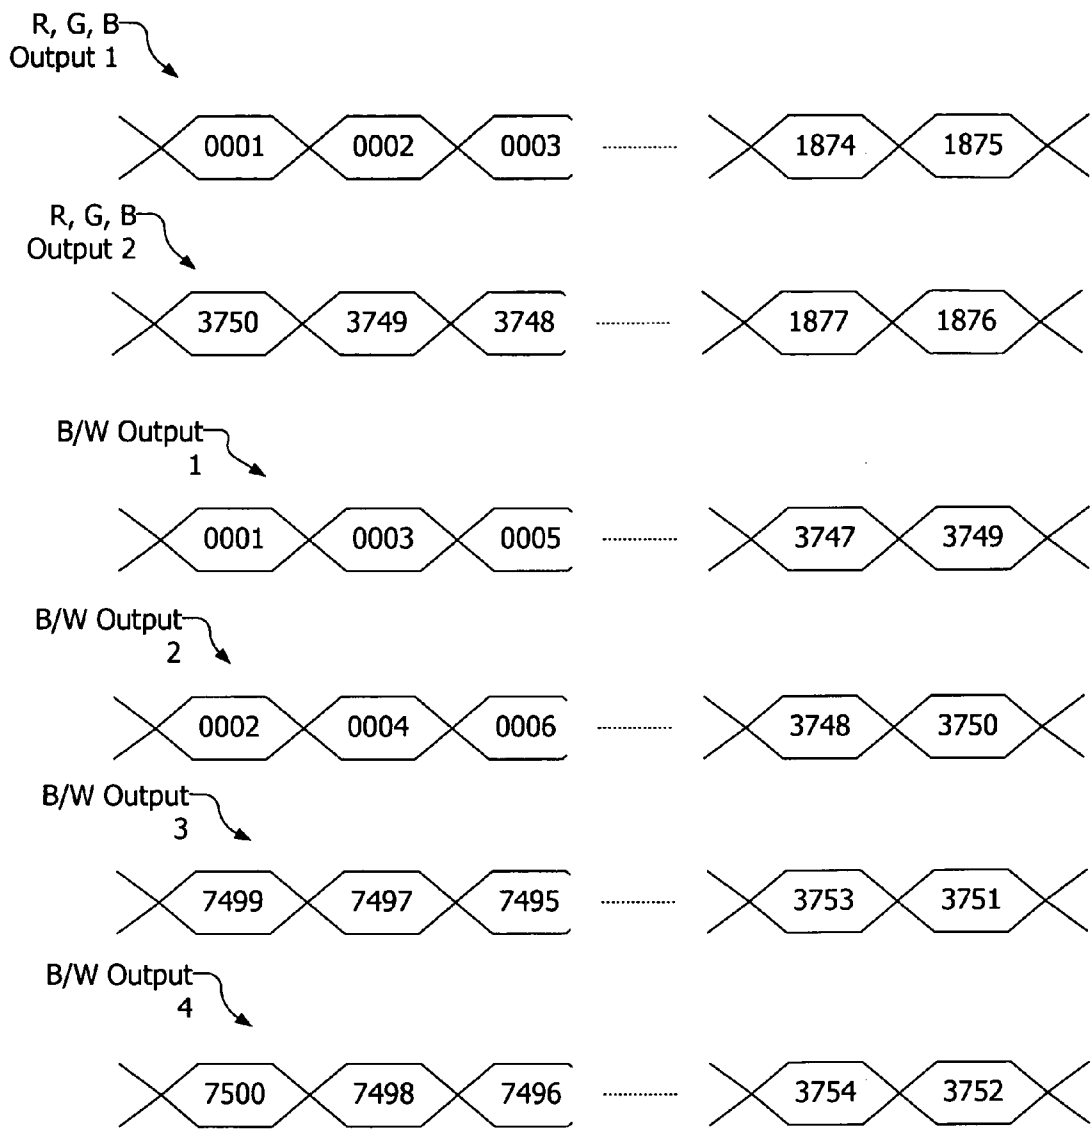 R, G, B
Output 1
0001 0002 0003 1874 1875
R, G, B
Output 2
3750 3749 3748 1877 1876
B/W Output
1
0001 0003 0005 3747 3749
B/W Output
2
0002 0004 0006 3748 3750
B/W Output
3
7499 7497 7495 3753 3751
B/W Output
4
7500 7498 7496 3754 3752